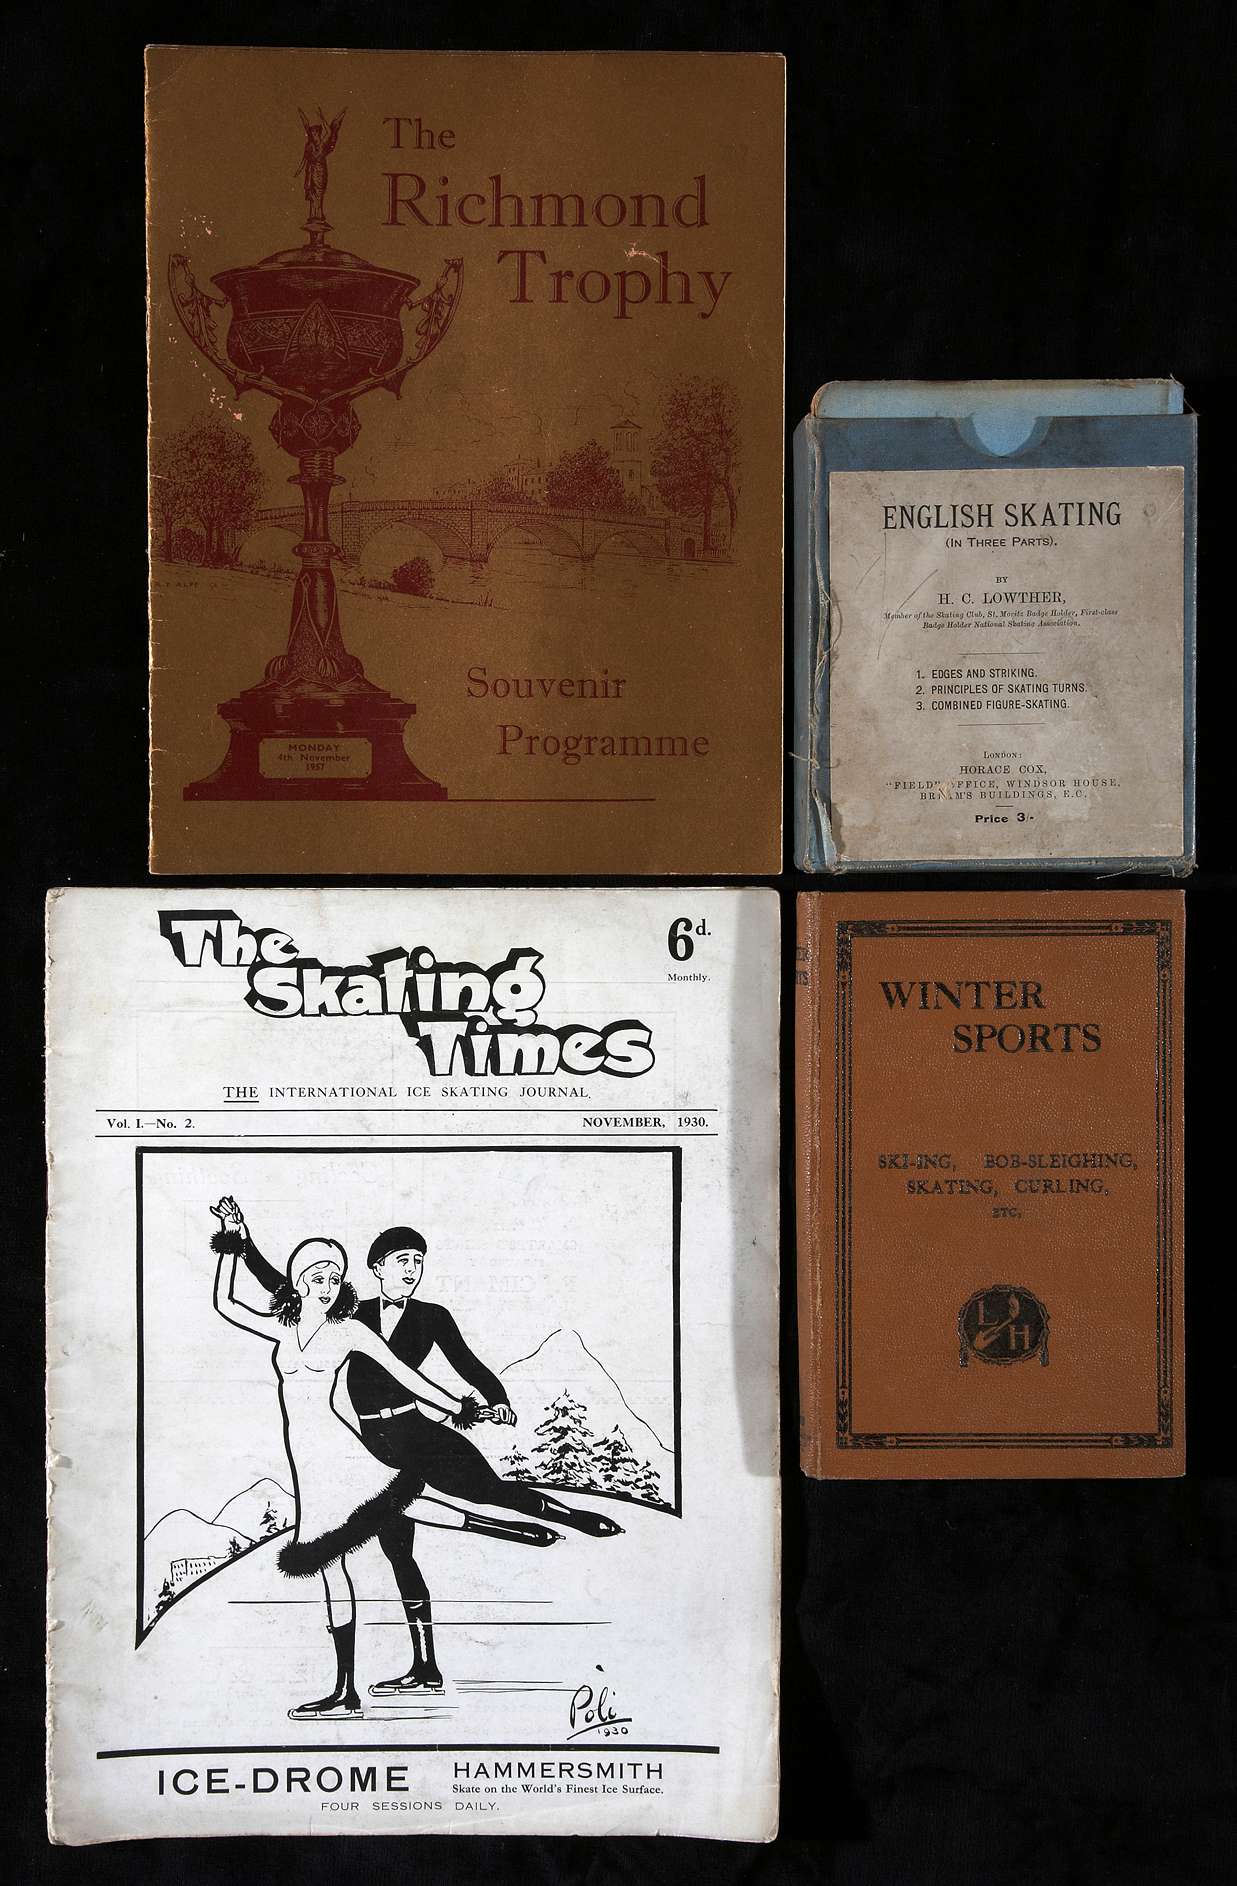 The
Richmond
Trophy
Souvenir
Programme
MONDAY
4th November
1957
ENGLISH SKATING
(IN THREE PARTS).
BY
H. C. LOWTHER,
Member of the Skating Club, St. Moritz Badge Holder, First-class
Badge Holder National Skating Association.
1. EDGES AND STRIKING.
2. PRINCIPLES OF SKATING TURNS.
3. COMBINED FIGURE-SKATING.
LONDON:
HORACE COX,
"FIELD" OFFICE, WINDSOR HOUSE,
BUILDINGS, E.C.
Price 3/-
The
Skating
Times
6d.
Monthly.
THE INTERNATIONAL ICE SKATING JOURNAL.
Vol. I.—No. 2.
NOVEMBER, 1930.
Poli
1930
ICE-DROME
HAMMERSMITH
Skate on the World's Finest Ice Surface.
FOUR SESSIONS DAILY.
WINTER
SPORTS
SKI-ING, BOB-SLEIGHING,
SKATING, CURLING,
ETC.
L
H